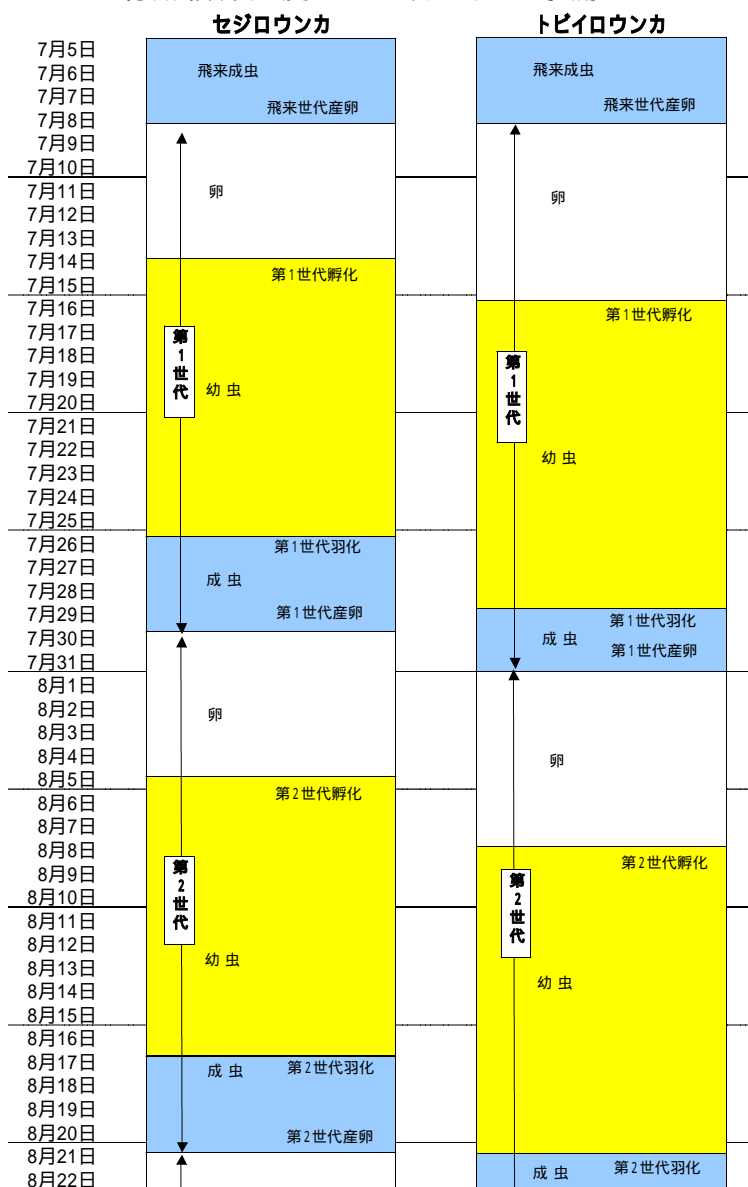 セジロウンカ
トビイロウンカ
7月5日
7月6日 飛来成虫 飛来成虫
7月7日 飛来世代産卵 飛来世代産卵
7月8日
7月9日
7月10日
7月11日 卵 卵
7月12日
7月13日
7月14日 第1世代孵化
7月15日
7月16日 第1世代孵化
7月17日
7月18日
7月19日
7月20日 幼虫
7月21日
7月22日 幼虫
7月23日
7月24日
7月25日
7月26日 第1世代羽化
7月27日 成虫
7月28日
7月29日 第1世代産卵 第1世代羽化
7月30日 成虫
7月31日 第1世代産卵
8月1日
8月2日 卵
8月3日
8月4日 卵
8月5日
8月6日 第2世代孵化
8月7日
8月8日 第2世代孵化
8月9日
8月10日
8月11日
8月12日
8月13日 幼虫
8月14日 幼虫
8月15日
8月16日
8月17日 成虫 第2世代羽化
8月18日
8月19日
8月20日 第2世代産卵
8月21日 成虫 第2世代羽化
8月22日
第1世代
第1世代
第2世代
第2世代